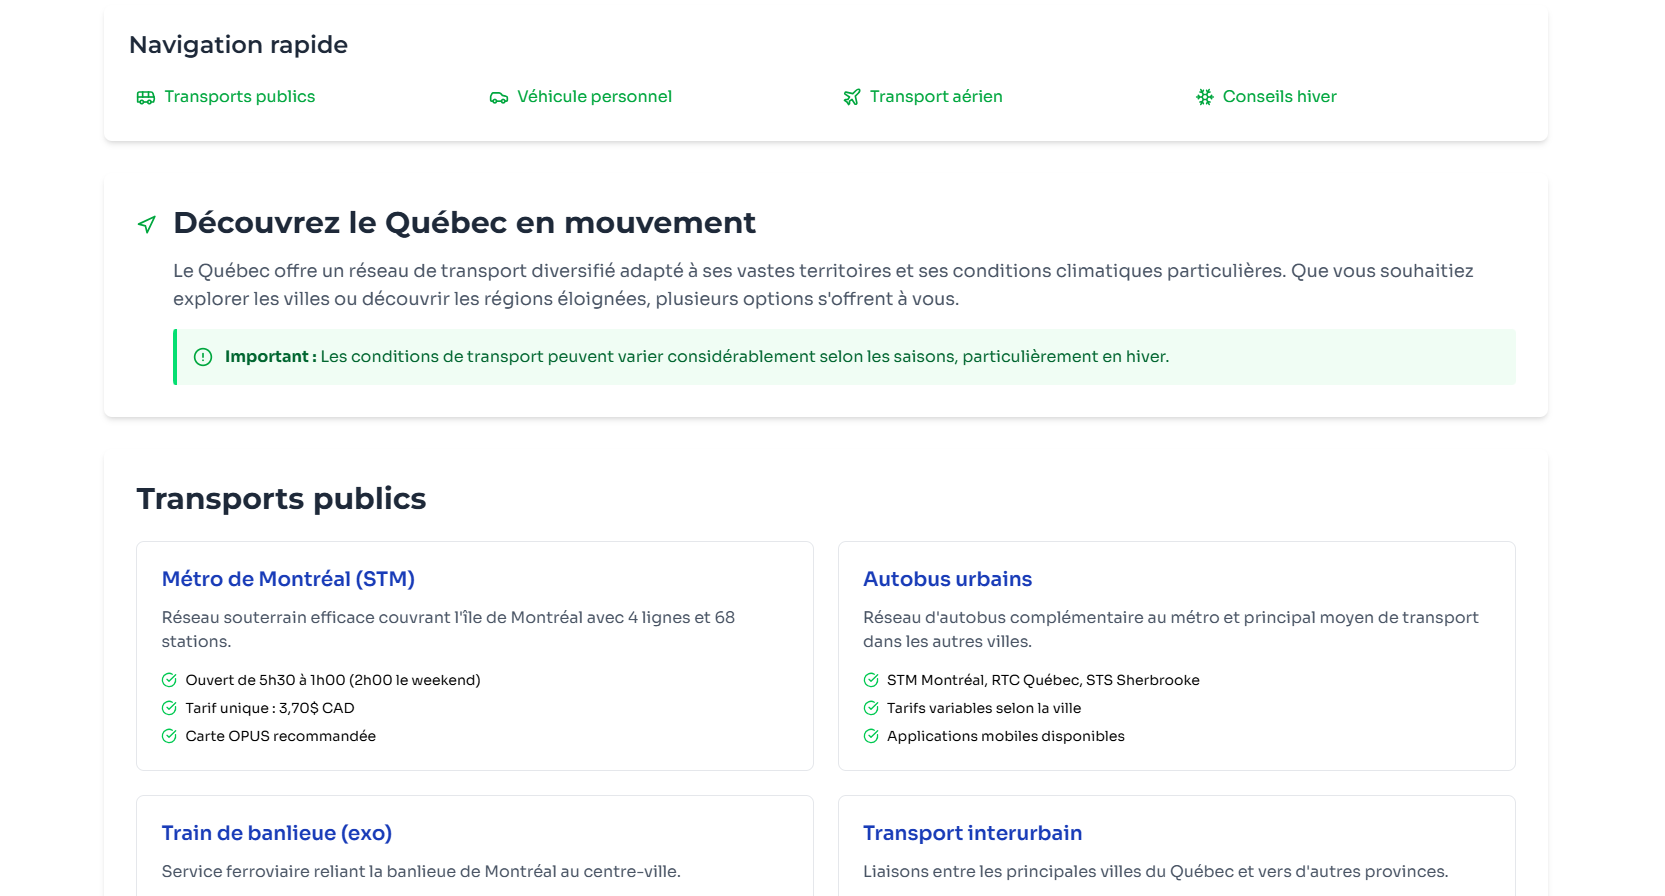 Navigation rapide
Transports publics
Véhicule personnel
Transport aérien
Conseils hiver
Découvrez le Québec en mouvement
Le Québec offre un réseau de transport diversifié adapté à ses vastes territoires et ses conditions climatiques particulières. Que vous souhaitiez
explorer les villes ou découvrir les régions éloignées, plusieurs options s'offrent à vous.
Important : Les conditions de transport peuvent varier considérablement selon les saisons, particulièrement en hiver.
Transports publics
Métro de Montréal (STM)
Réseau souterrain efficace couvrant l'île de Montréal avec 4 lignes et 68
stations.
Ouvert de 5h30 à 1h00 (2h00 le weekend)
Tarif unique : 3,70$ CAD
Carte OPUS recommandée
Autobus urbains
Réseau d'autobus complémentaire au métro et principal moyen de transport
dans les autres villes.
STM Montréal, RTC Québec, STS Sherbrooke
Tarifs variables selon la ville
Applications mobiles disponibles
Train de banlieue (exo)
Service ferroviaire reliant la banlieue de Montréal au centre-ville.
Transport interurbain
Liaisons entre les principales villes du Québec et vers d'autres provinces.